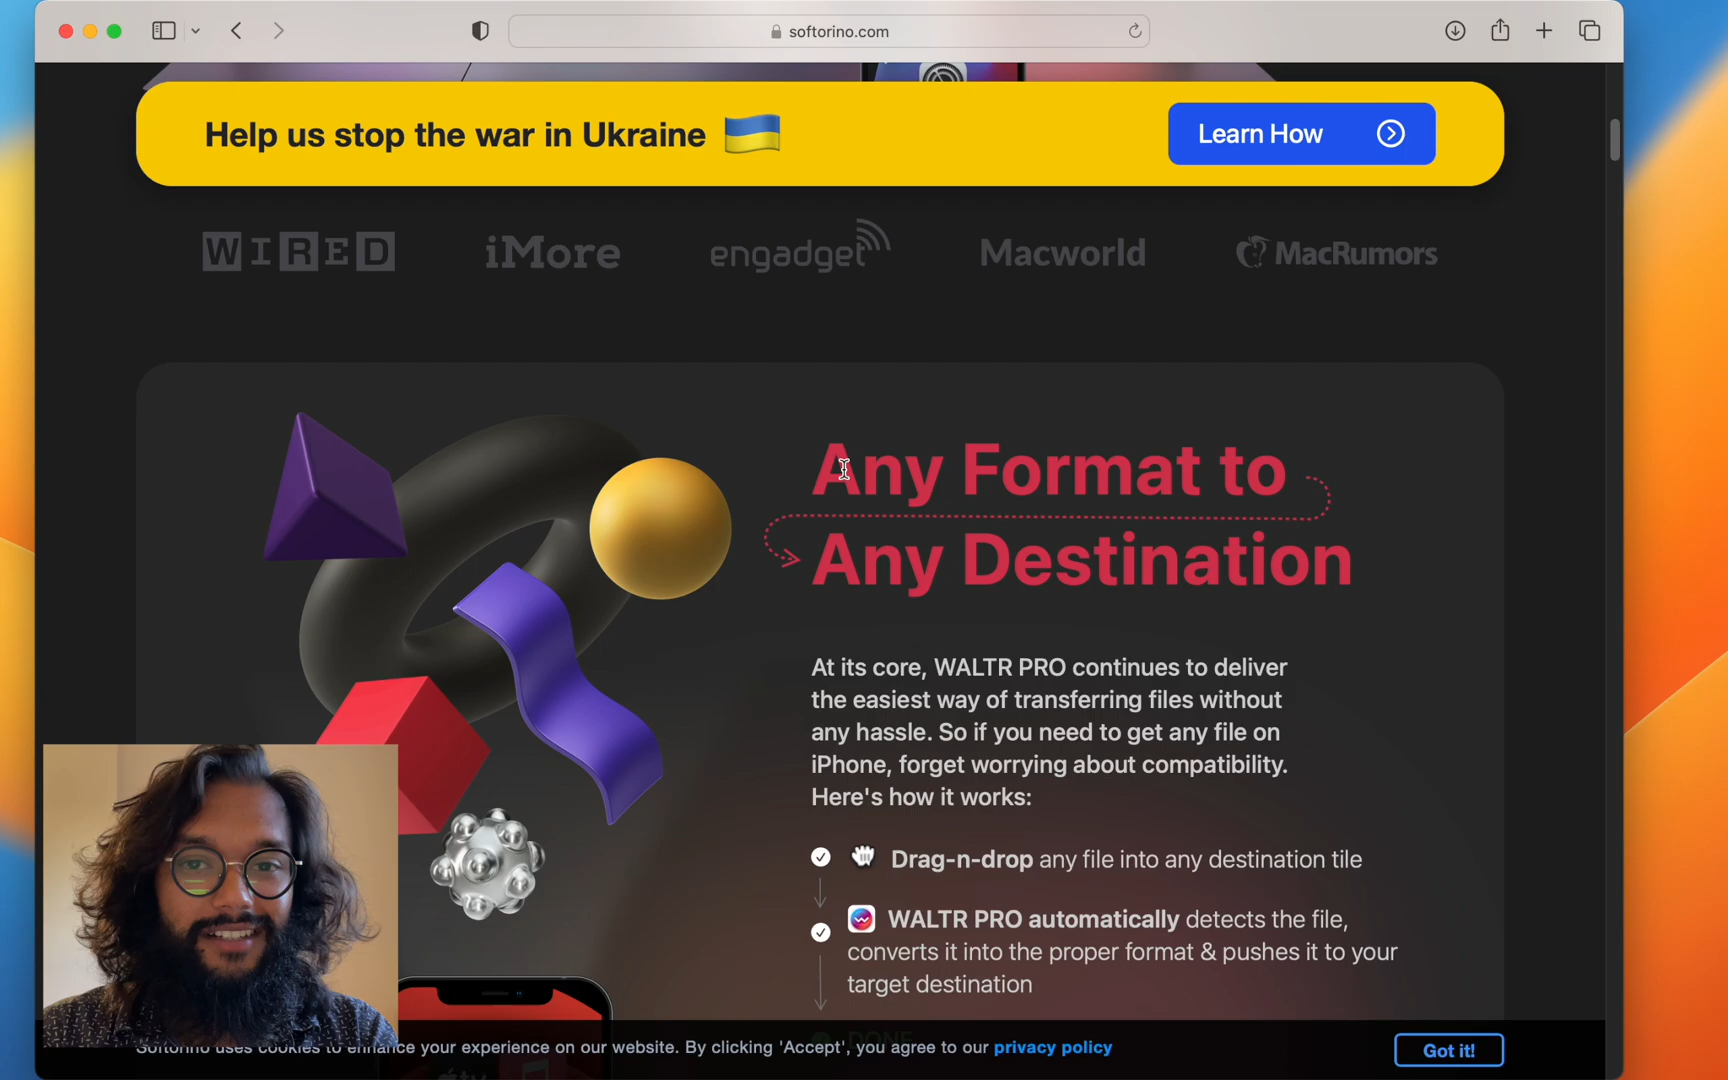 softorino.com
Help us stop the war in Ukraine
Learn How
WIRED
iMore
engadget
Macworld
MacRumors
Any Format to
Any Destination
At its core, WALTR PRO continues to deliver
the easiest way of transferring files without
any hassle. So if you need to get any file on
iPhone, forget worrying about compatibility.
Here's how it works:
Drag-n-drop any file into any destination tile
WALTR PRO automatically detects the file,
converts it into the proper format & pushes it to your
target destination
DONE
Softorino uses cookies to enhance your experience on our website. By clicking 'Accept', you agree to our privacy policy
Got it!
tv